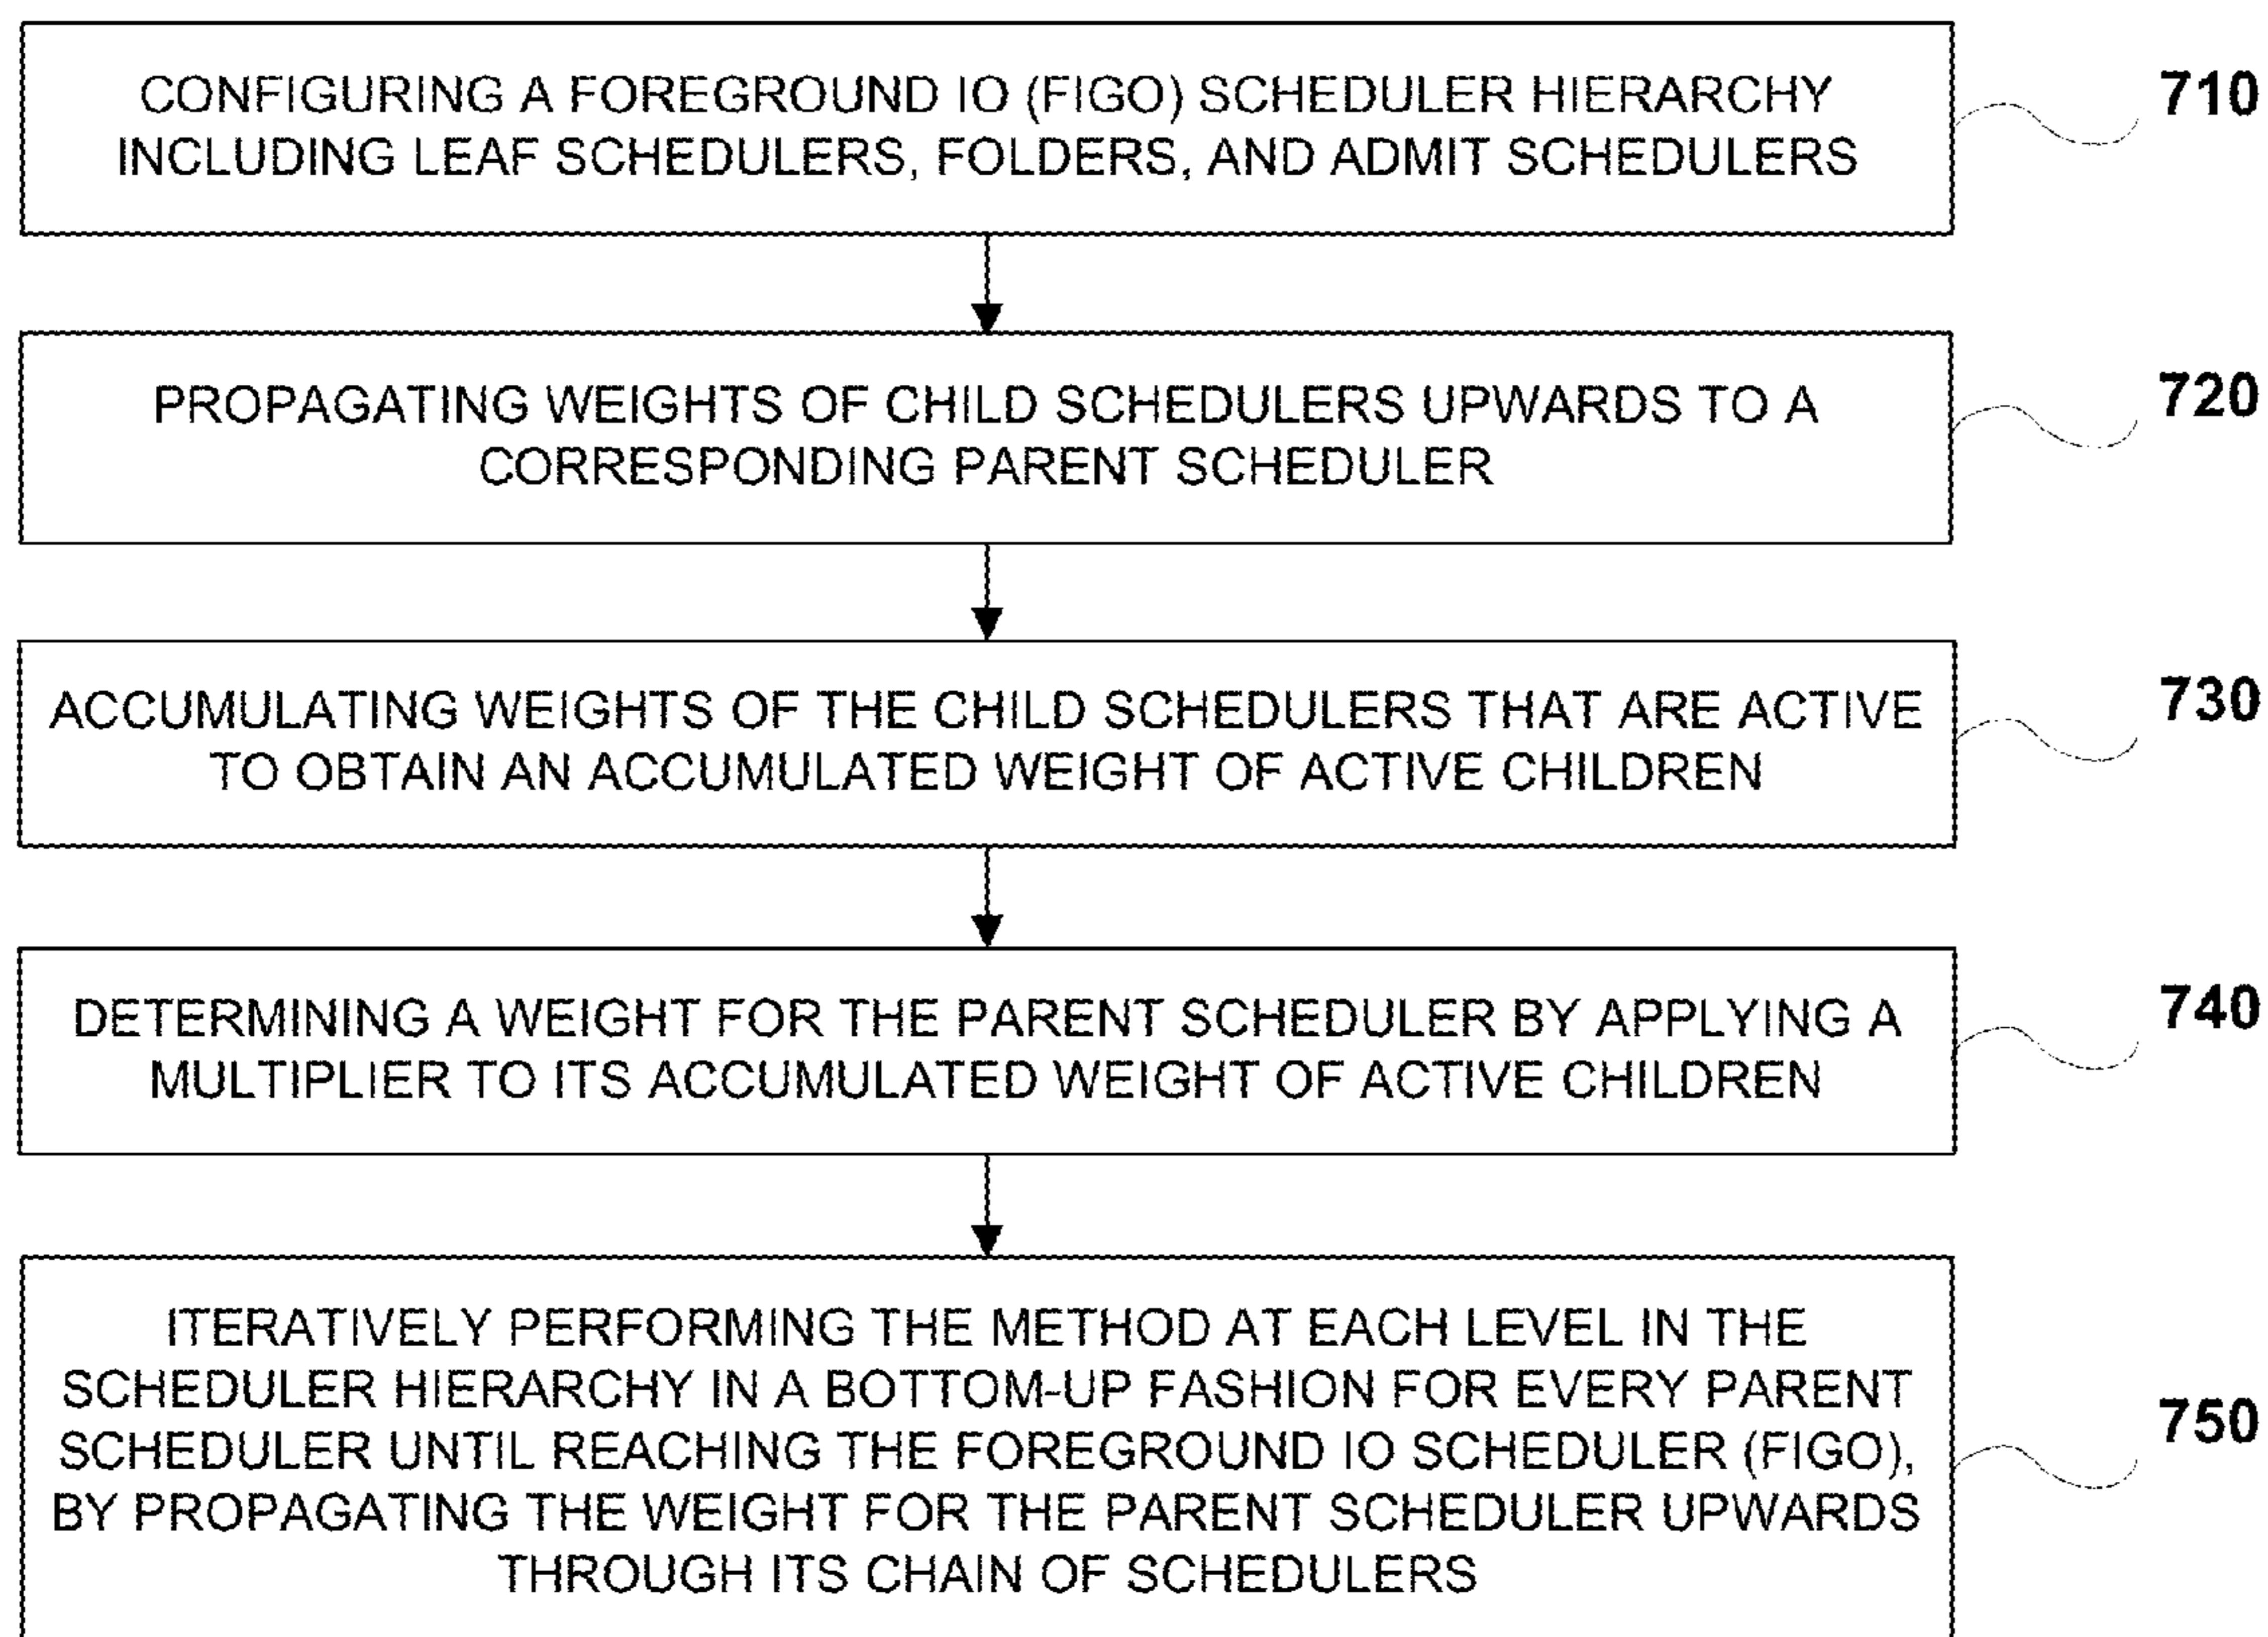 CONFIGURING A FOREGROUND IO (FIGO) SCHEDULER HIERARCHY
INCLUDING LEAF SCHEDULERS, FOLDERS, AND ADMIT SCHEDULERS
710
PROPAGATING WEIGHTS OF CHILD SCHEDULERS UPWARDS TO A
CORRESPONDING PARENT SCHEDULER
720
ACCUMULATING WEIGHTS OF THE CHILD SCHEDULERS THAT ARE ACTIVE
TO OBTAIN AN ACCUMULATED WEIGHT OF ACTIVE CHILDREN
730
DETERMINING A WEIGHT FOR THE PARENT SCHEDULER BY APPLYING A
MULTIPLIER TO ITS ACCUMULATED WEIGHT OF ACTIVE CHILDREN
740
ITERATIVELY PERFORMING THE METHOD AT EACH LEVEL IN THE
SCHEDULER HIERARCHY IN A BOTTOM-UP FASHION FOR EVERY PARENT
SCHEDULER UNTIL REACHING THE FOREGROUND IO SCHEDULER (FIGO),
BY PROPAGATING THE WEIGHT FOR THE PARENT SCHEDULER UPWARDS
THROUGH ITS CHAIN OF SCHEDULERS
750